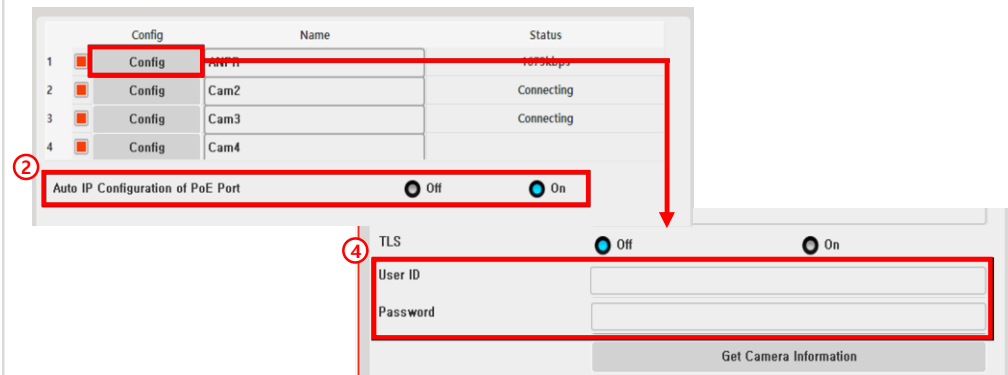 Config Name Status
1 Config ANPR 1679kbps
2 Config Cam2 Connecting
3 Config Cam3 Connecting
4 Config Cam4
②
Auto IP Configuration of PoE Port Off On
④
TLS Off On
User ID
Password
Get Camera Information